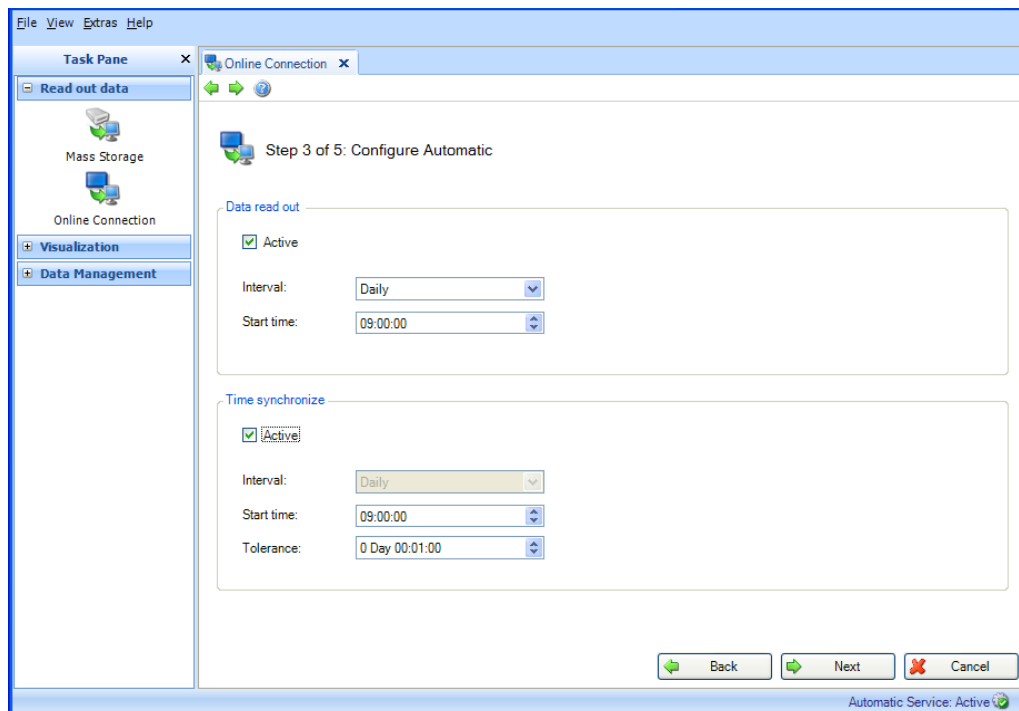 File View Extras Help
Task Pane
Online Connection
Read out data
Mass Storage
Online Connection
Visualization
Data Management
Step 3 of 5: Configure Automatic
Data read out
Active
Interval: Daily
Start time: 09:00:00
Time synchronize
Active
Interval: Daily
Start time: 09:00:00
Tolerance: 0 Day 00:01:00
Back Next Cancel
Automatic Service: Active